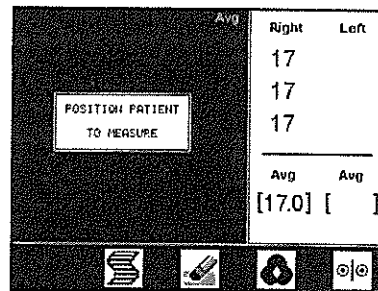 Avg
POSITION PATIENT
TO MEASURE
Right Left
17
17
17
Avg Avg
[17.0] [ ]